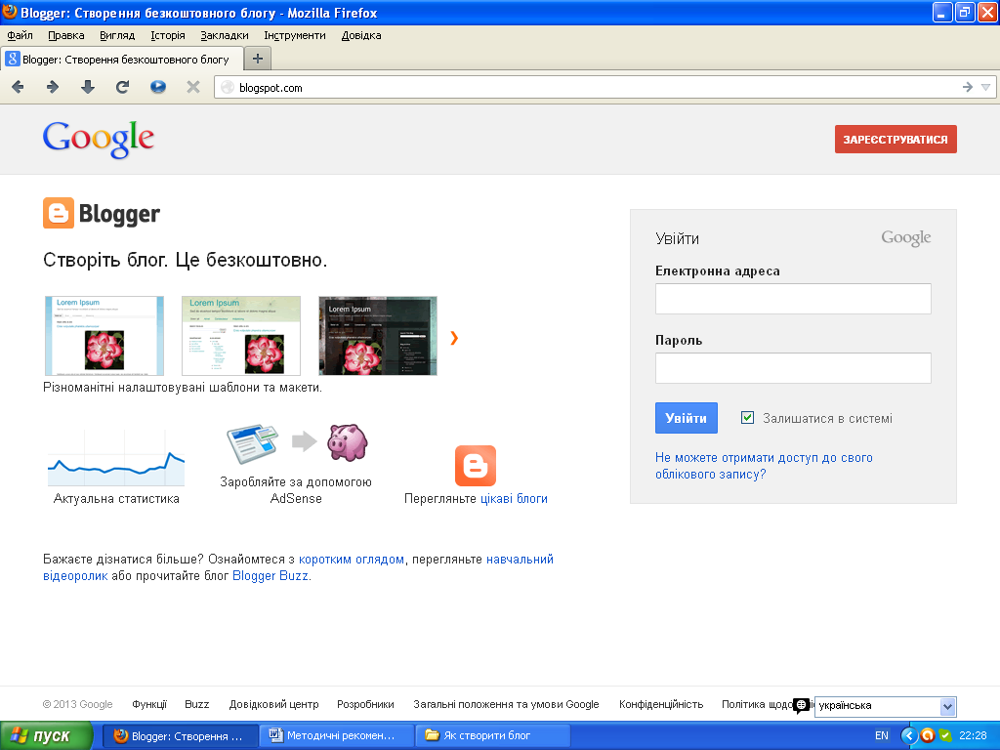 Blogger: Створення безкоштовного блогу - Mozilla Firefox
Файл Правка Вигляд Історія Закладки Інструменти Довідка
Blogger: Створення безкоштовного блогу
blogspot.com
Google
ЗАРЕЄСТРУВАТИСЯ
Blogger
Створіть блог. Це безкоштовно.
Lorem Ipsum
Lorem Ipsum
Lorem Ipsum
Різноманітні налаштовувані шаблони та макети.
Актуальна статистика
Заробляйте за допомогою
AdSense
Перегляньте цікаві блоги
Увійти
Google
Електронна адреса
Пароль
Увійти
Залишатися в системі
Не можете отримати доступ до свого
облікового запису?
Бажаєте дізнатися більше? Ознайомтеся з коротким оглядом, перегляньте навчальний
відеоролик або прочитайте блог Blogger Buzz.
© 2013 Google Функції Buzz Довідковий центр Розробники Загальні положення та умови Google Конфіденційність Політика щодо
українська
пуск
Blogger: Створення ...
Методичні рекомен...
Як створити блог
EN
22:28